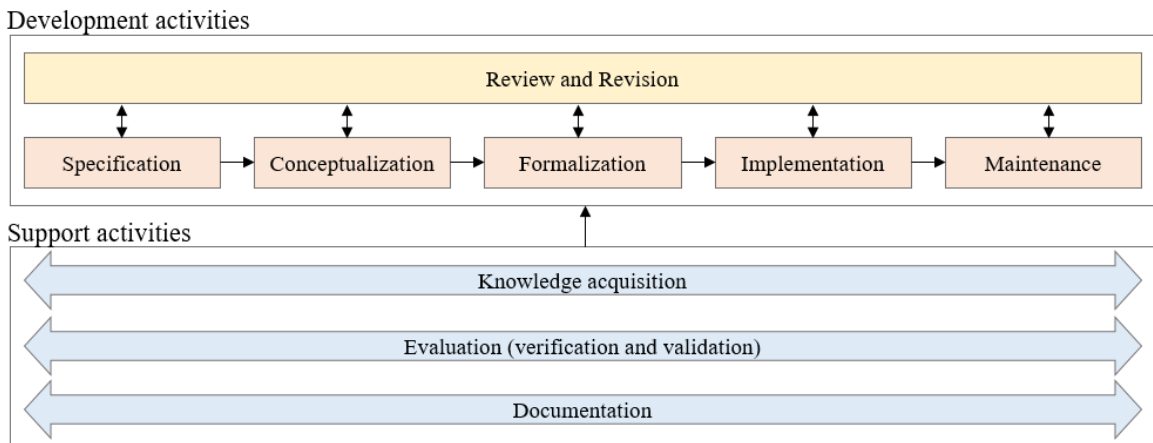 Development activities
Review and Revision
Specification
Conceptualization
Formalization
Implementation
Maintenance
Support activities
Knowledge acquisition
Evaluation (verification and validation)
Documentation